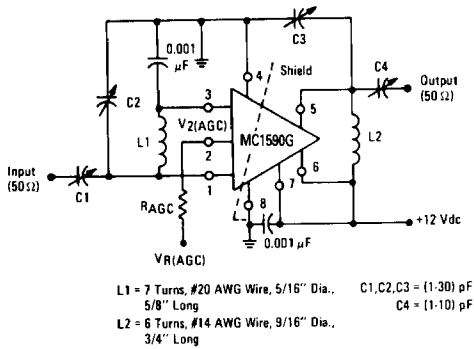 C3
0.001
μF
4
Shield
C4
Output
(50Ω)
C2
3
V2(AGC)
5
L1
2
MC1590G
L2
Input
(50Ω)
1
6
7
C1
RAGC
8
0.001 μF
+12 Vdc
VR(AGC)
L1 = 7 Turns, #20 AWG Wire, 5/16" Dia.,
5/8" Long
C1,C2,C3 = (1-30) pF
C4 = (1-10) pF
L2 = 6 Turns, #14 AWG Wire, 9/16" Dia.,
3/4" Long